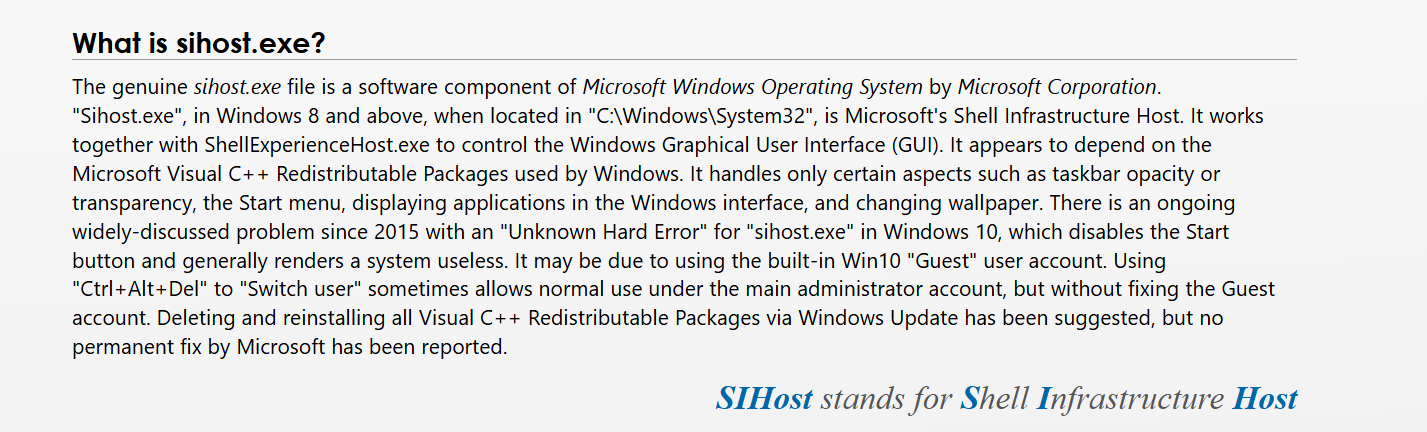 What is sihost.exe?
The genuine sihost.exe file is a software component of Microsoft Windows Operating System by Microsoft Corporation.
"Sihost.exe", in Windows 8 and above, when located in "C:\Windows\System32", is Microsoft's Shell Infrastructure Host. It works
together with ShellExperienceHost.exe to control the Windows Graphical User Interface (GUI). It appears to depend on the
Microsoft Visual C++ Redistributable Packages used by Windows. It handles only certain aspects such as taskbar opacity or
transparency, the Start menu, displaying applications in the Windows interface, and changing wallpaper. There is an ongoing
widely-discussed problem since 2015 with an "Unknown Hard Error" for "sihost.exe" in Windows 10, which disables the Start
button and generally renders a system useless. It may be due to using the built-in Win10 "Guest" user account. Using
"Ctrl+Alt+Del" to "Switch user" sometimes allows normal use under the main administrator account, but without fixing the Guest
account. Deleting and reinstalling all Visual C++ Redistributable Packages via Windows Update has been suggested, but no
permanent fix by Microsoft has been reported.
SIHost stands for Shell Infrastructure Host